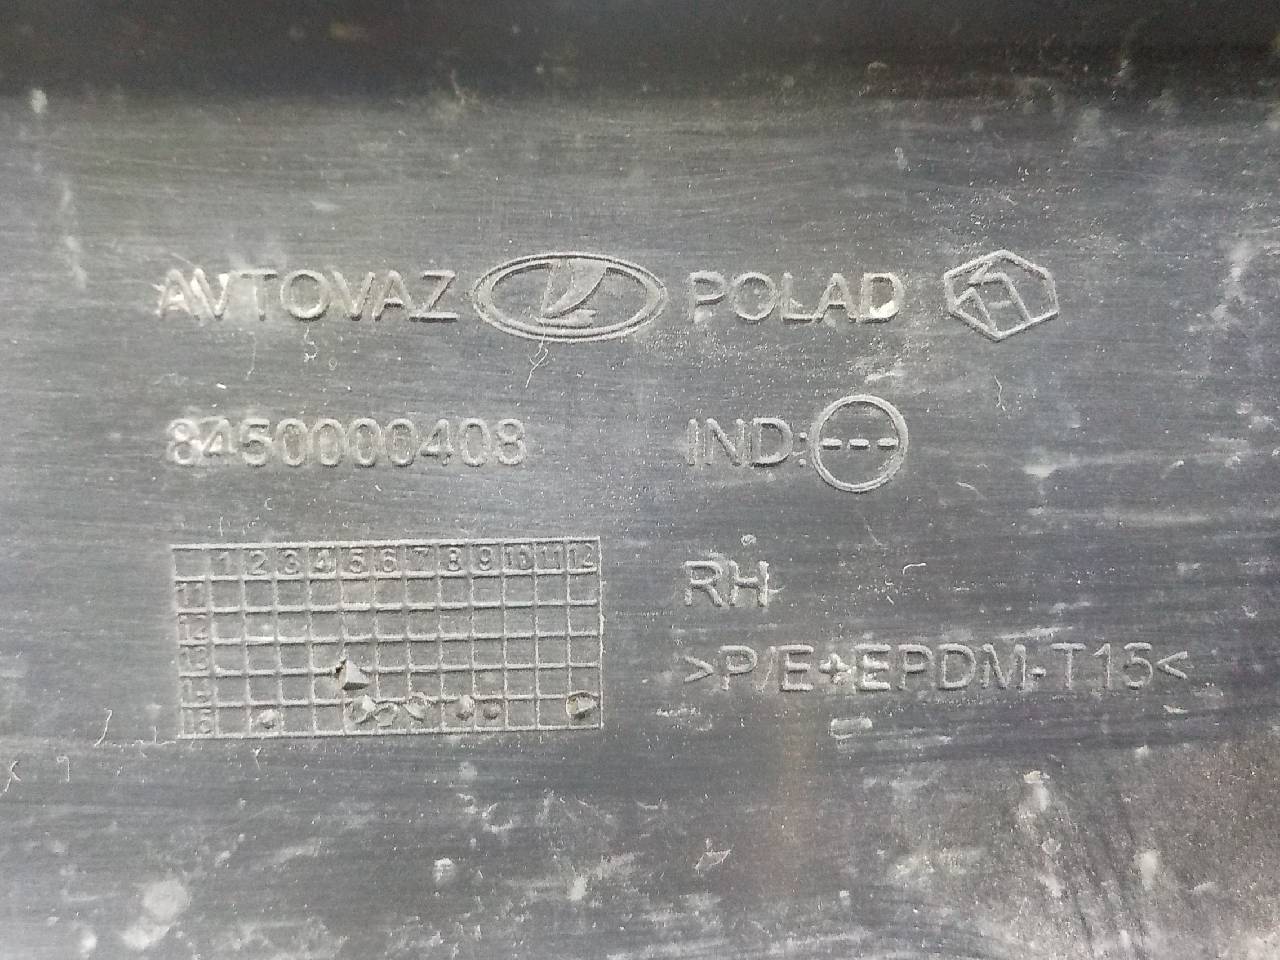 AVTOVAZ POLAD
8450000408 IND: ---
1 2 3 4 5 6 7 8 9 10 11 12
11
12
13
14
15
RH
>P/E+EPDM-T15<